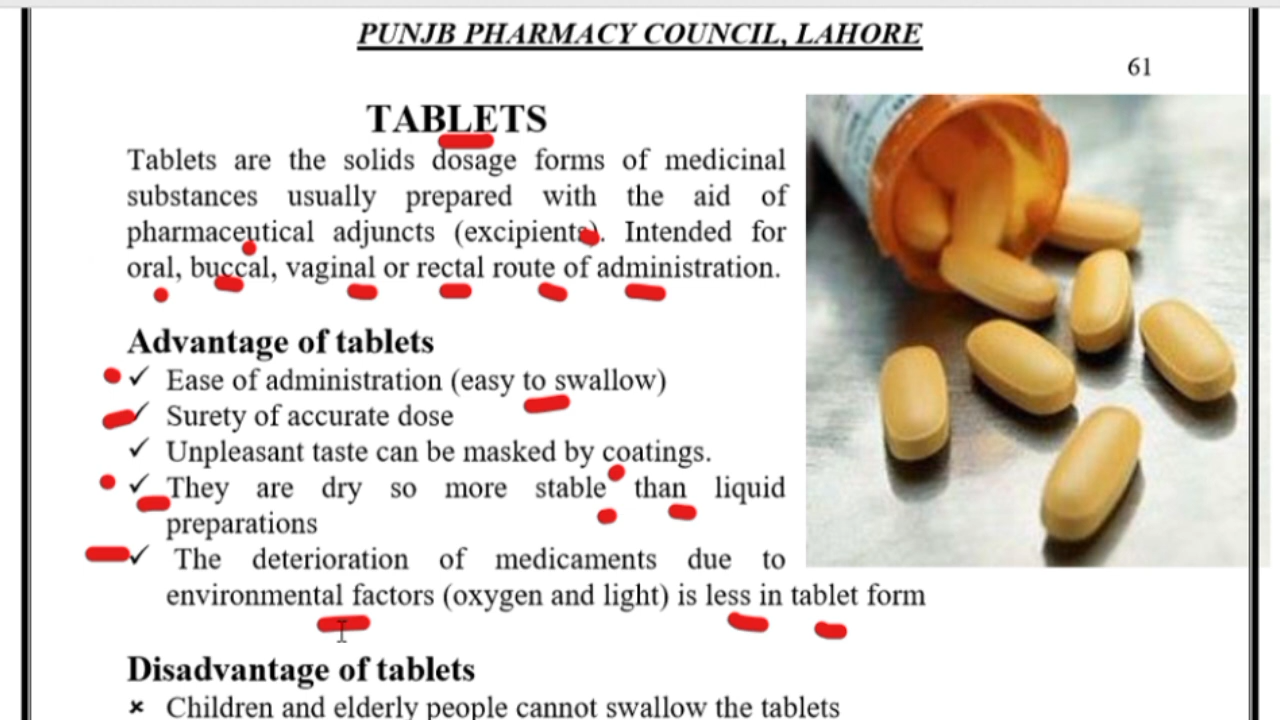 PUNJB PHARMACY COUNCIL, LAHORE
61
TABLETS
Tablets are the solids dosage forms of medicinal
substances usually prepared with the aid of
pharmaceutical adjuncts (excipients). Intended for
oral, buccal, vaginal or rectal route of administration.
Advantage of tablets
✓ Ease of administration (easy to swallow)
✓ Surety of accurate dose
✓ Unpleasant taste can be masked by coatings.
✓ They are dry so more stable than liquid
preparations
✓ The deterioration of medicaments due to
environmental factors (oxygen and light) is less in tablet form
Disadvantage of tablets
× Children and elderly people cannot swallow the tablets